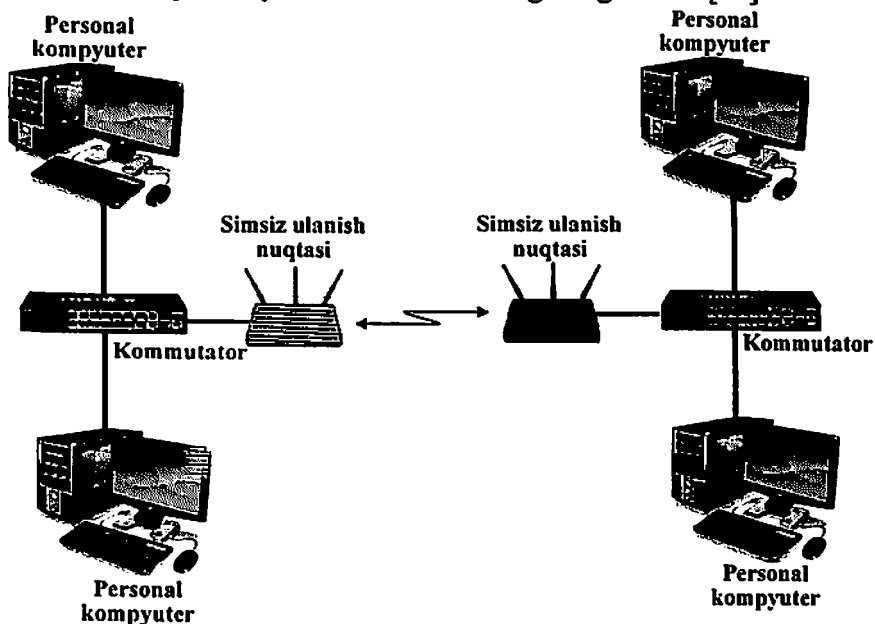 Personal
kompyuter
Personal
kompyuter
Simsiz ulanish
nuqtasi
Simsiz ulanish
nuqtasi
Kommutator
Kommutator
Personal
kompyuter
Personal
kompyuter